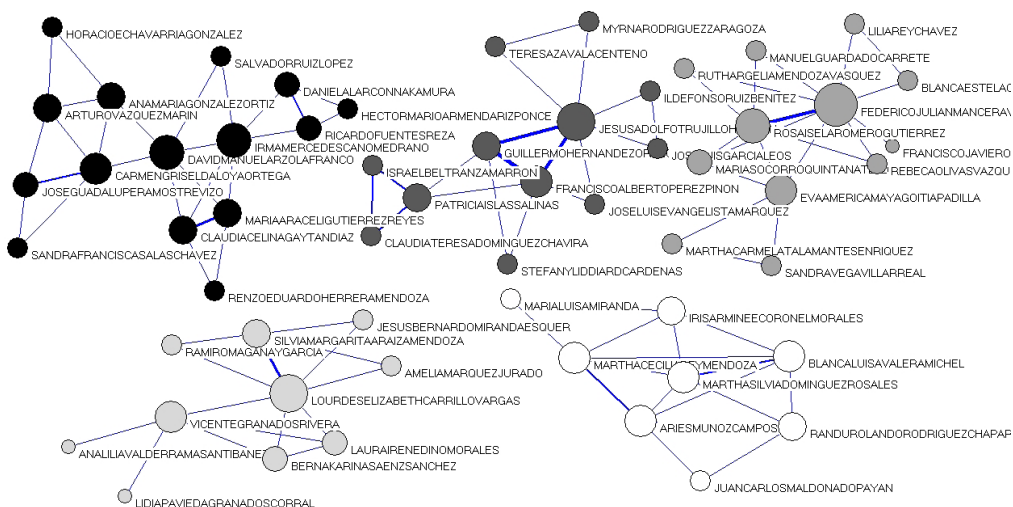 HORACIOECHAVARRIAGONZALEZ
SALVADORRUIZLOPEZ
DANIELALARCONNAKAMURA
ANAMARIAGONZALEZORTIZ
HECTORMARIOARMENDARIZPONCE
ARTUROVAZQUEZMARIN
RICARDOFUENTESREZA
IRMAMERCEDESCANOMEDRANO
DAVIDMANUELARZOLAFRANCO
CARMENGRISELDALOYAORTEGA
JOSEGUADALUPERAMOSTREVIZO
MARIAARACELIGUTIERREZREYES
CLAUDIACELINAGAYTANDIAZ
SANDRAFRANCISCASALASCHAVEZ
RENZOEDUARDOHERRERAMENDOZA
MYRNARODRIGUEZZARAGOZA
TERESAZAVALACENTENO
JESUSADOLFOTRUJILLOH
GUILLERMOHERNANDEZOR
ISRAELBELTRANZAMARRON
FRANCISCOALBERTOPEREZPINON
PATRICIAISLASSALINAS
JOSELUISEVANGELISTAMARQUEZ
CLAUDIATERESADOMINGUEZCHAVIRA
STEFANYLIDDIARDCARDENAS
LILIAREYCHAVEZ
MANUELGUARDADOCARRETE
RUTHARGELIAMENDOZAVASQUEZ
BLANCAESTELAC
ILDEFONSORUIZBENITEZ
FEDERICOJULIANMANCERAV
ROSAISELAROMEROGUTIERREZ
FRANCISCOJAVIERO
MARIASOCORROQUINTANAT
REBECAOLIVASVAZQU
EVAAMERICAMAYAGOITIAPADILLA
MARTHACARMELATALAMANTESENRIQUEZ
SANDRAVEGAVILLARREAL
JESUSBERNARDOMIRANDAESQUER
SILVIAMARGARITAARAIZAMENDOZA
RAMIROMAGANAYGARCIA
AMELIAMARQUEZJURADO
LOURDESELIZABETHCARRILLOVARGAS
VICENTEGRANADOSRIVERA
LAURAIRENEDINOMORALES
ANALILIAVALDERRAMASANTIBANEZ
BERNAKARINASAENZSANCHEZ
LIDIAPAVIEDAGRANADOSCORRAL
MARIALUISAMIRANDA
IRISARMINEECORONELMORALES
BLANCALUISAVALERAMICHEL
MARTHASILVIADOMINGUEZROSALES
ARIESMUNOZCAMPOS
RANDUROLANDORODRIGUEZCHAPAR
JUANCARLOSMALDONADOPAYAN